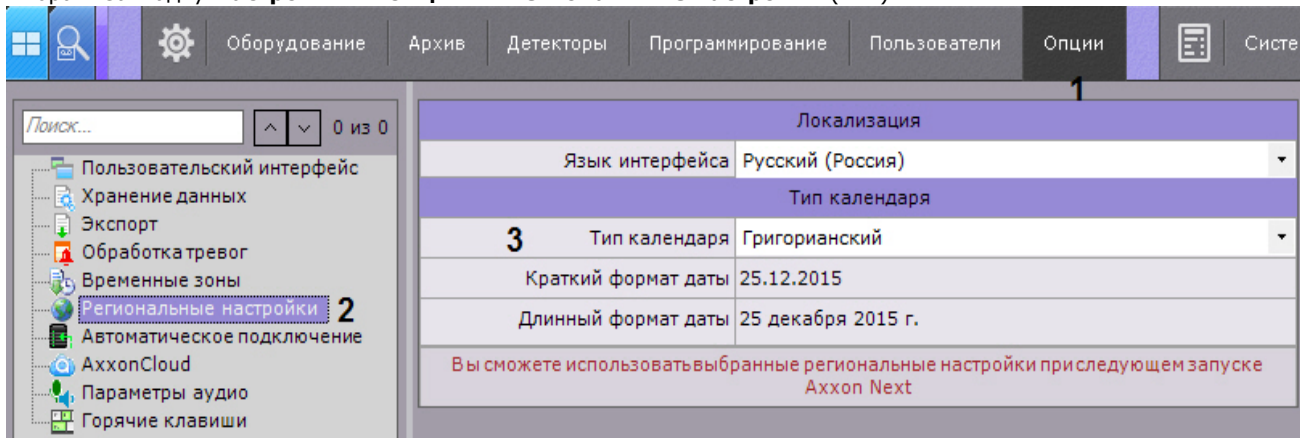 Оборудование Архив Детекторы Программирование Пользователи Опции Систе
1
Поиск... 0 из 0
Пользовательский интерфейс
Хранение данных
Экспорт
Обработка тревог
Временные зоны
Региональные настройки 2
Автоматическое подключение
AxxonCloud
Параметры аудио
Горячие клавиши
Локализация
Язык интерфейса Русский (Россия)
Тип календаря
3 Тип календаря Григорианский
Краткий формат даты 25.12.2015
Длинный формат даты 25 декабря 2015 г.
Вы сможете использовать выбранные региональные настройки при следующем запуске
Axxon Next